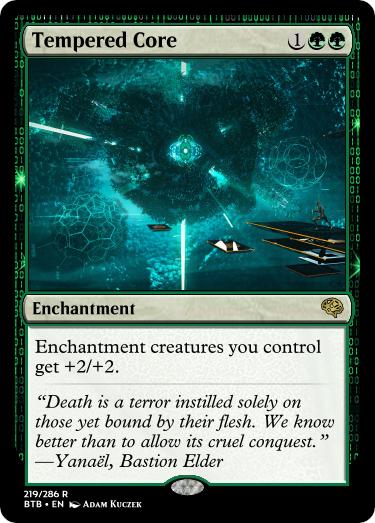 Tempered Core 1
Enchantment
Enchantment creatures you control
get +2/+2.
“Death is a terror instilled solely on
those yet bound by their flesh. We know
better than to allow its cruel conquest.”
—Yanaël, Bastion Elder
219/286 R
BTB • EN Adam Kuczek